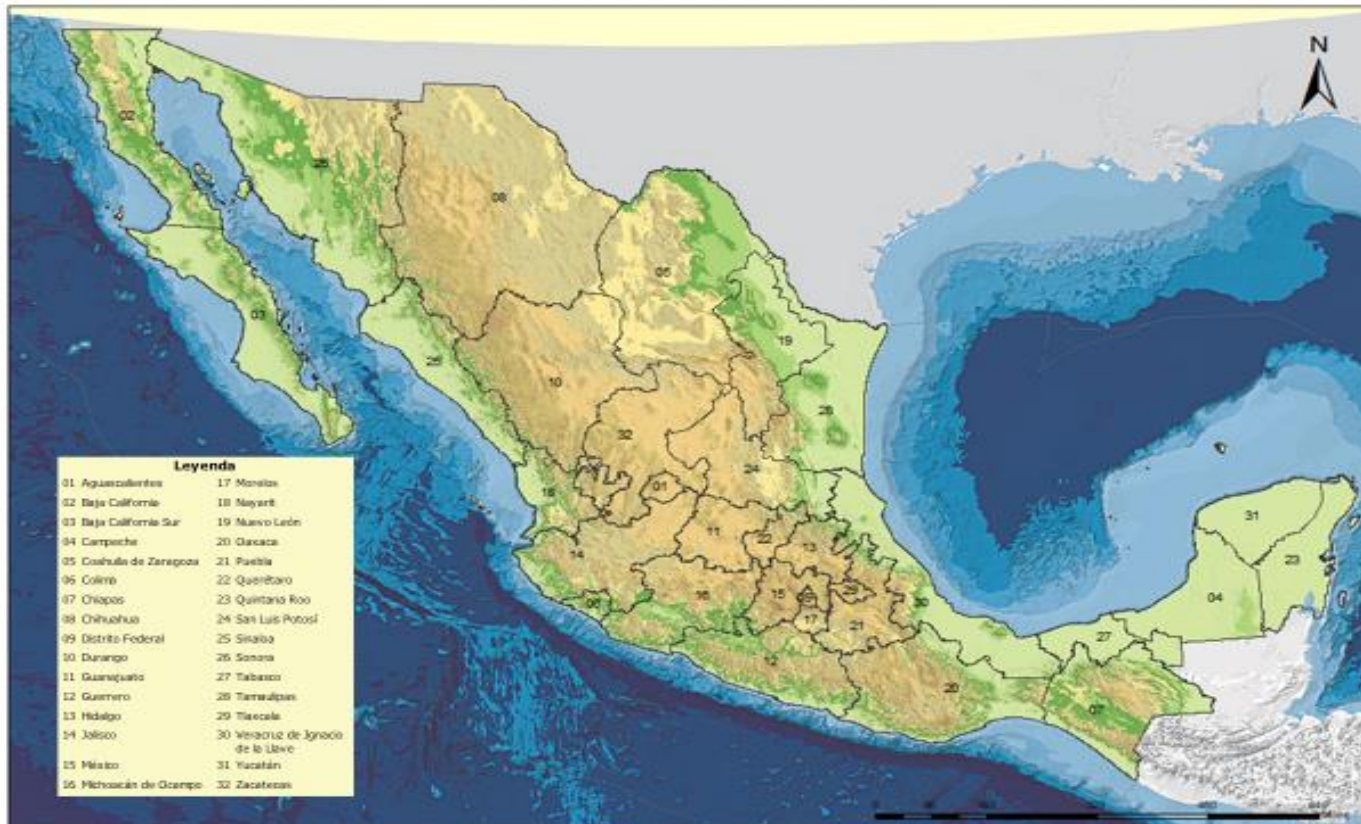 N
02
26
08
05
03
19
25
10
28
32
24
18
01
31
11
22
13
14
23
06
16
15
29
30
04
17
21
27
12
20
07
Leyenda
01 Aguascalientes
02 Baja California
03 Baja California Sur
04 Campeche
05 Coahuila de Zaragoza
06 Colima
07 Chiapas
08 Chihuahua
09 Distrito Federal
10 Durango
11 Guanajuato
12 Guerrero
13 Hidalgo
14 Jalisco
15 México
16 Michoacán de Ocampo
17 Morelos
18 Nayarit
19 Nuevo León
20 Oaxaca
21 Puebla
22 Querétaro
23 Quintana Roo
24 San Luis Potosí
25 Sinaloa
26 Sonora
27 Tabasco
28 Tamaulipas
29 Tlaxcala
30 Veracruz de Ignacio
de la Llave
31 Yucatán
32 Zacatecas